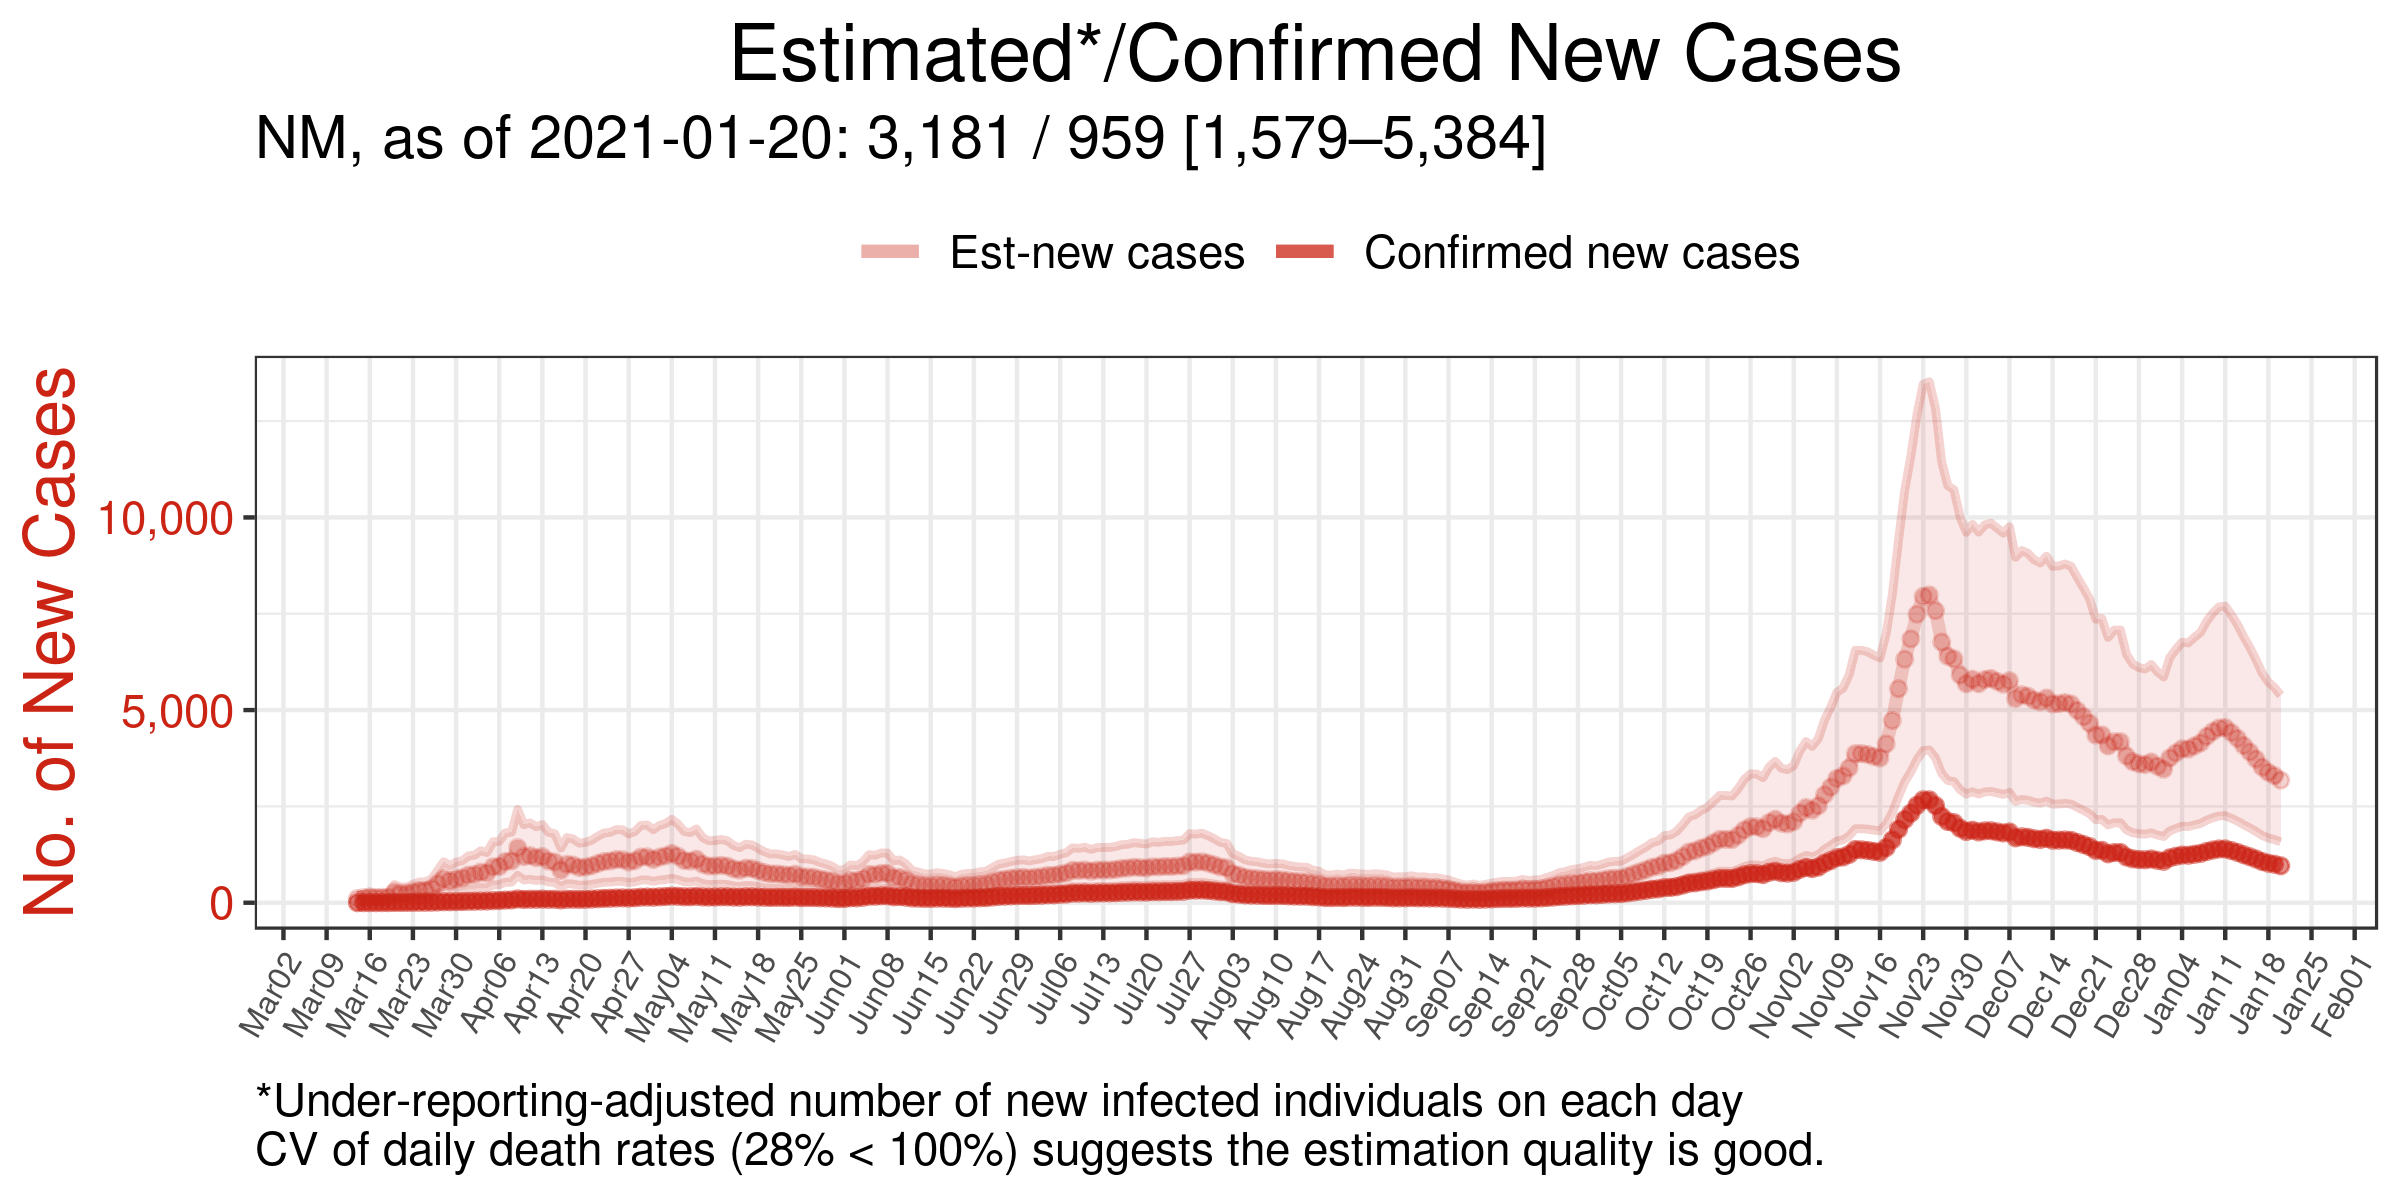 Estimated*/Confirmed New Cases
NM, as of 2021-01-20: 3,181 / 959 [1,579–5,384]
Est-new cases Confirmed new cases
No. of New Cases
10,000
5,000
0
Mar02 Mar09 Mar16 Mar23 Mar30 Apr06 Apr13 Apr20 Apr27 May04 May11 May18 May25 Jun01 Jun08 Jun15 Jun22 Jun29 Jul06 Jul13 Jul20 Jul27 Aug03 Aug10 Aug17 Aug24 Aug31 Sep07 Sep14 Sep21 Sep28 Oct05 Oct12 Oct19 Oct26 Nov02 Nov09 Nov16 Nov23 Nov30 Dec07 Dec14 Dec21 Dec28 Jan04 Jan11 Jan18 Jan25 Feb01
*Under-reporting-adjusted number of new infected individuals on each day
CV of daily death rates (28% < 100%) suggests the estimation quality is good.